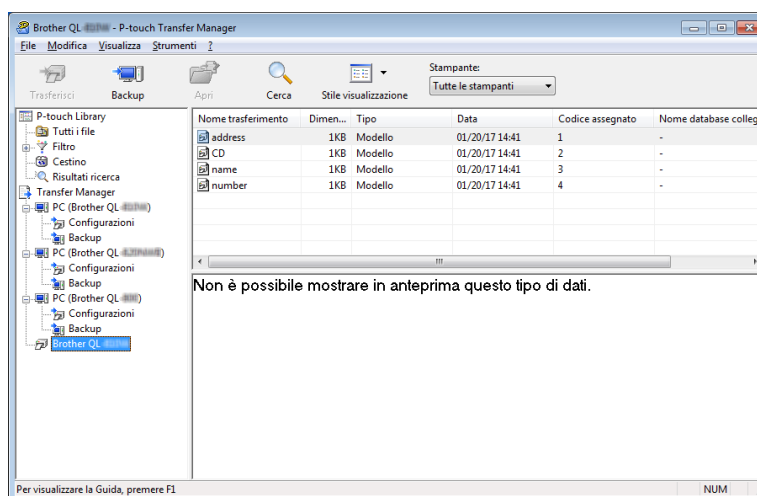 Brother QL - P-touch Transfer Manager
File Modifica Visualizza Strumenti ?
Trasferisci Backup Apri Cerca Stile visualizzazione
Stampante:
Tutte le stampanti
P-touch Library
Tutti i file
Filtro
Cestino
Risultati ricerca
Transfer Manager
PC (Brother QL )
Configurazioni
Backup
PC (Brother QL )
Configurazioni
Backup
PC (Brother QL )
Configurazioni
Backup
Brother QL
Nome trasferimento Dimen... Tipo Data Codice assegnato Nome database colleg
address 1KB Modello 01/20/17 14:41 1 -
CD 1KB Modello 01/20/17 14:41 2 -
name 1KB Modello 01/20/17 14:41 3 -
number 1KB Modello 01/20/17 14:41 4 -
Non è possibile mostrare in anteprima questo tipo di dati.
Per visualizzare la Guida, premere F1 NUM